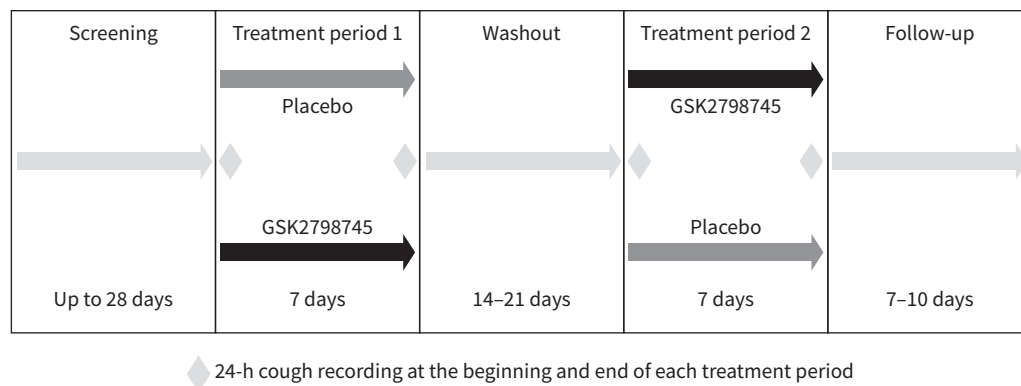 Screening
Treatment period 1
Washout
Treatment period 2
Follow-up
Placebo
GSK2798745
GSK2798745
Placebo
Up to 28 days
7 days
14–21 days
7 days
7–10 days
24-h cough recording at the beginning and end of each treatment period